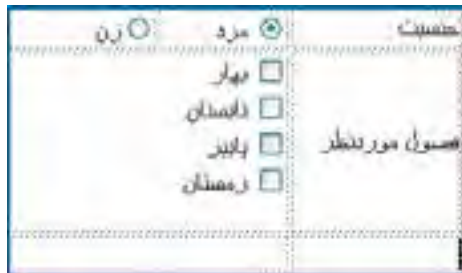 جنسیت مرد زن
بهار
تابستان
پاییز
زمستان
فصول موردنظر